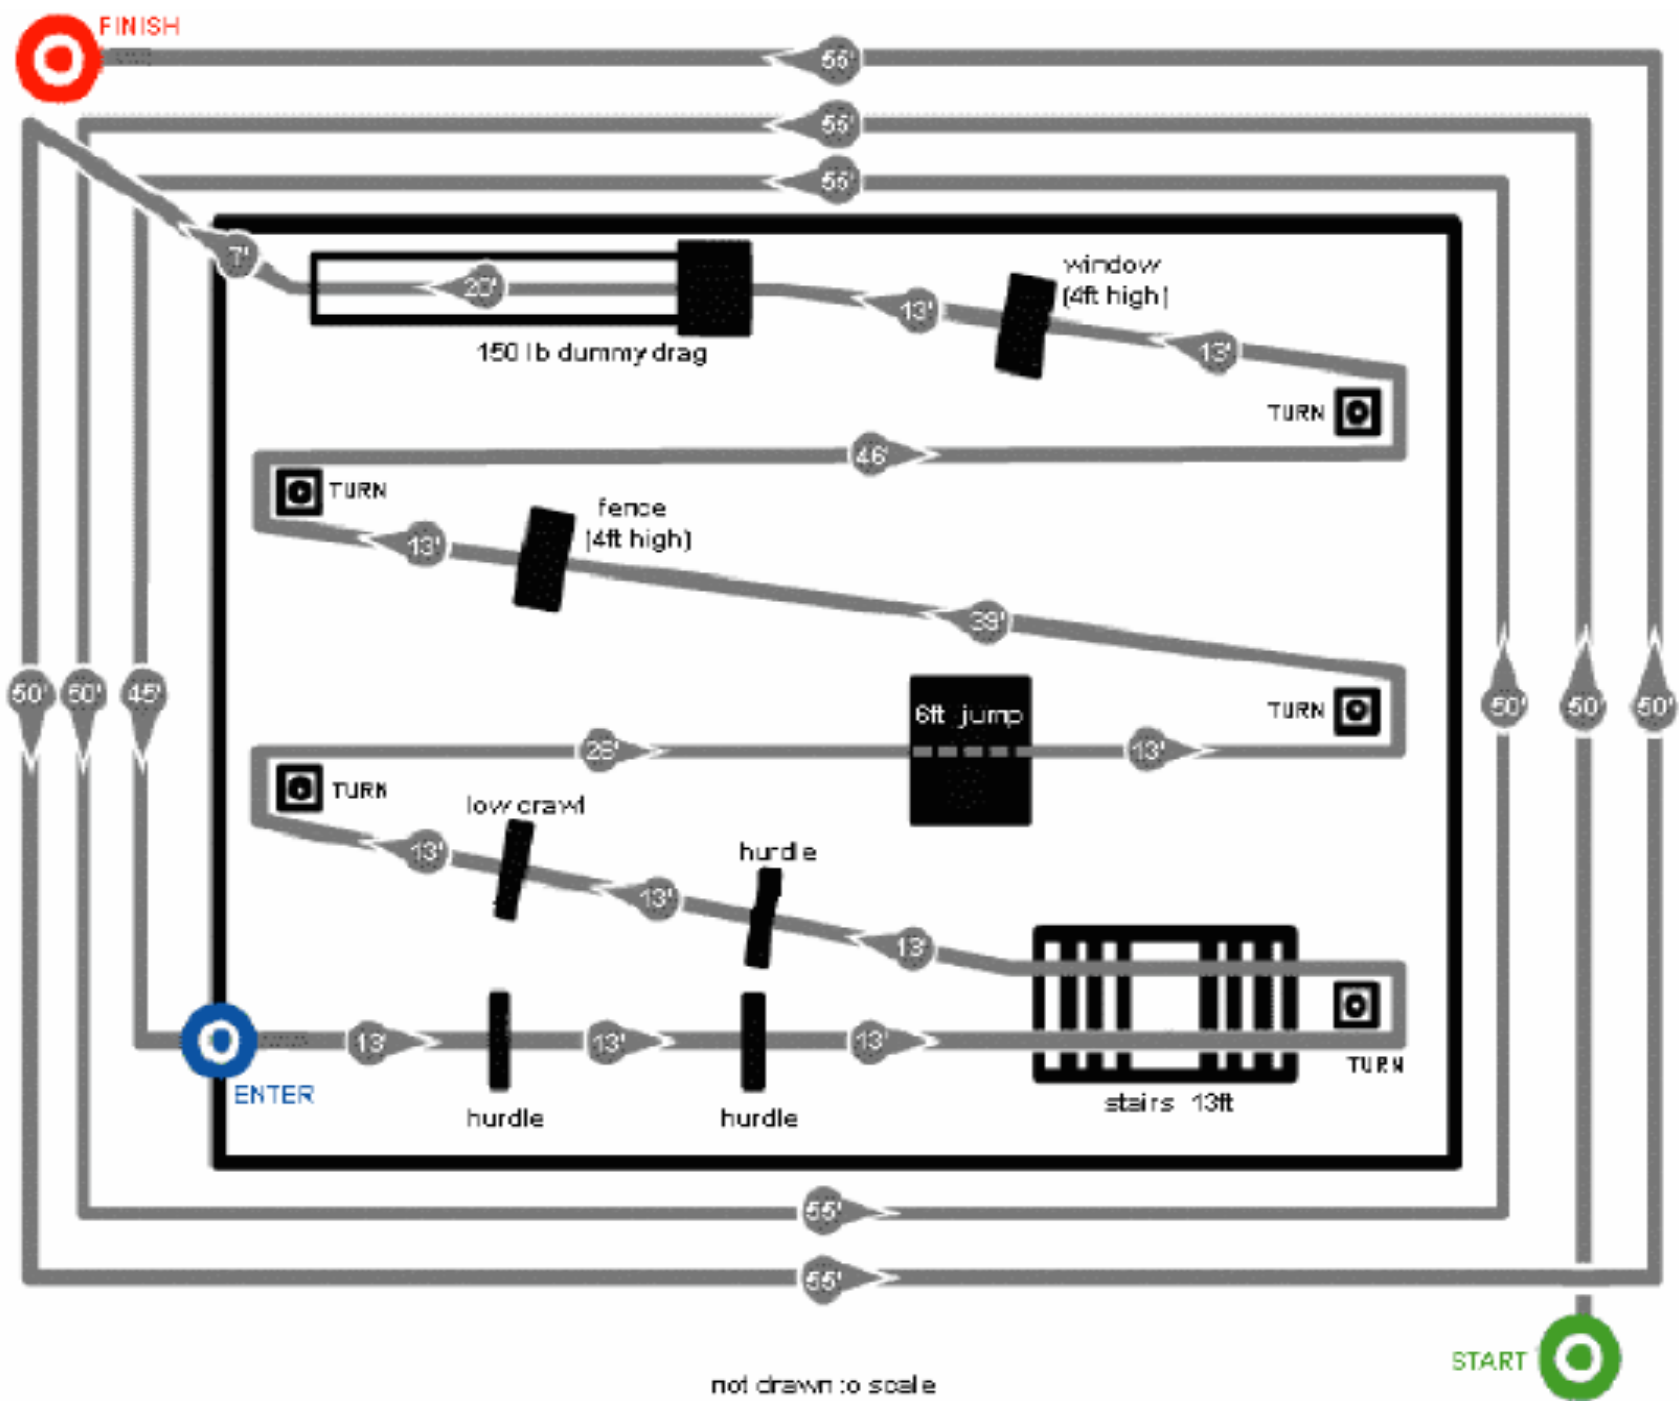 FINISH
55'
55'
55'
window
(4ft high)
7'
20'
13'
13'
150 lb dummy drag
TURN
46'
TURN
fence
(4ft high)
13'
39'
50'
50'
45'
6ft jump
TURN
50'
50'
50'
26'
13'
TURN
low crawl
13'
hurdle
13'
13'
13'
13'
13'
TURN
ENTER
hurdle
hurdle
stairs 13ft
55'
55'
START
not drawn to scale